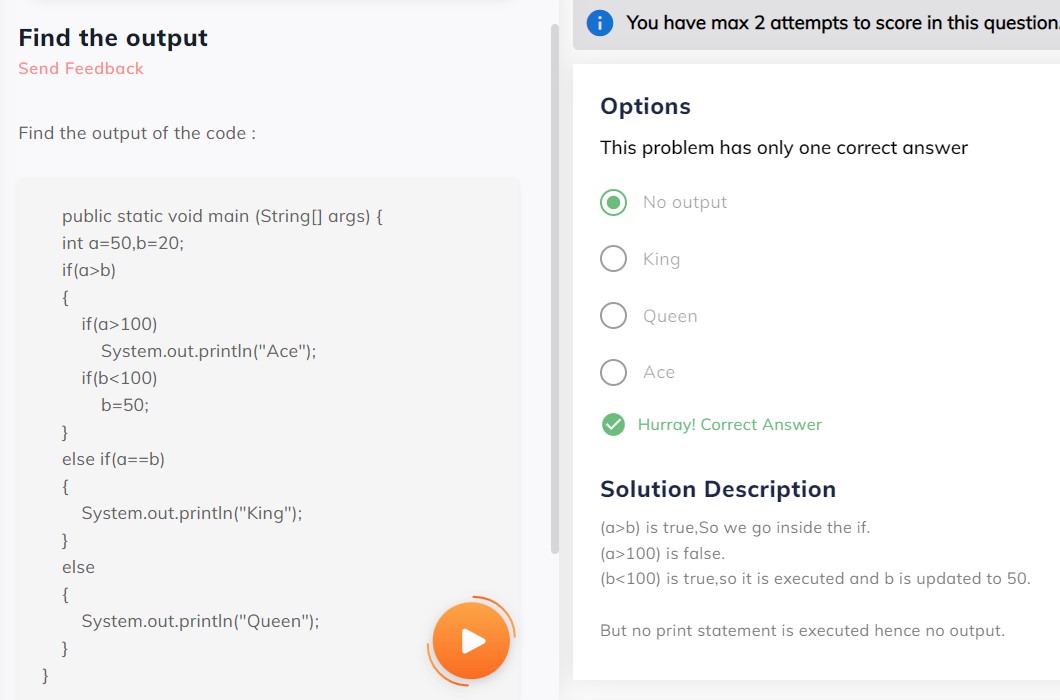 Find the output
Send Feedback
Find the output of the code :
public static void main (String[] args) {
int a=50,b=20;
if(a>b)
{
if(a>100)
System.out.println("Ace");
if(b<100)
b=50;
}
else if(a==b)
{
System.out.println("King");
}
else
{
System.out.println("Queen");
}
}
You have max 2 attempts to score in this question.
Options
This problem has only one correct answer
No output
King
Queen
Ace
Hurray! Correct Answer
Solution Description
(a>b) is true,So we go inside the if.
(a>100) is false.
(b<100) is true,so it is executed and b is updated to 50.
But no print statement is executed hence no output.